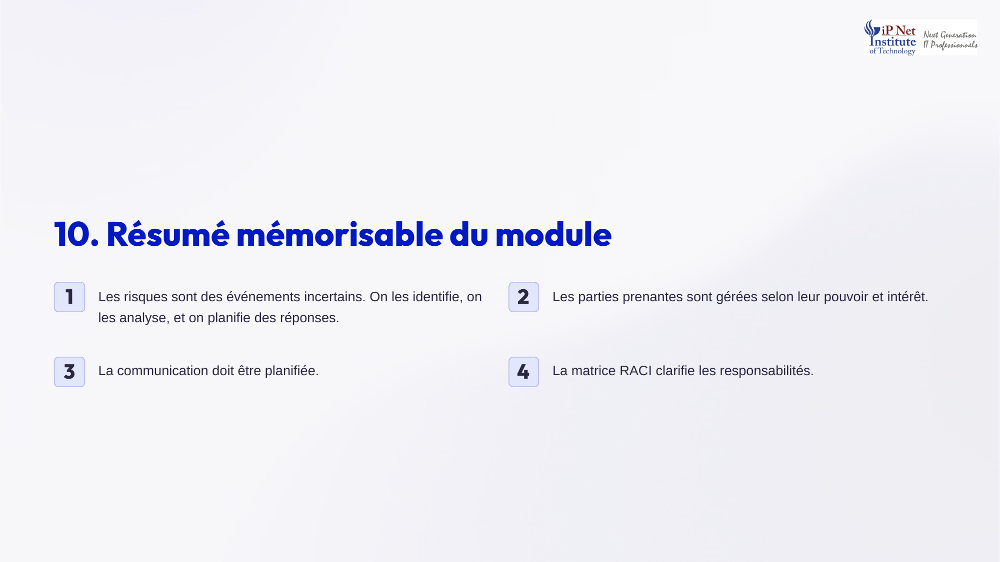 iP Net
Institute
of Technology
Next Generation
IT Professionnels
10. Résumé mémorisable du module
1
Les risques sont des événements incertains. On les identifie, on
les analyse, et on planifie des réponses.
2
Les parties prenantes sont gérées selon leur pouvoir et intérêt.
3
La communication doit être planifiée.
4
La matrice RACI clarifie les responsabilités.